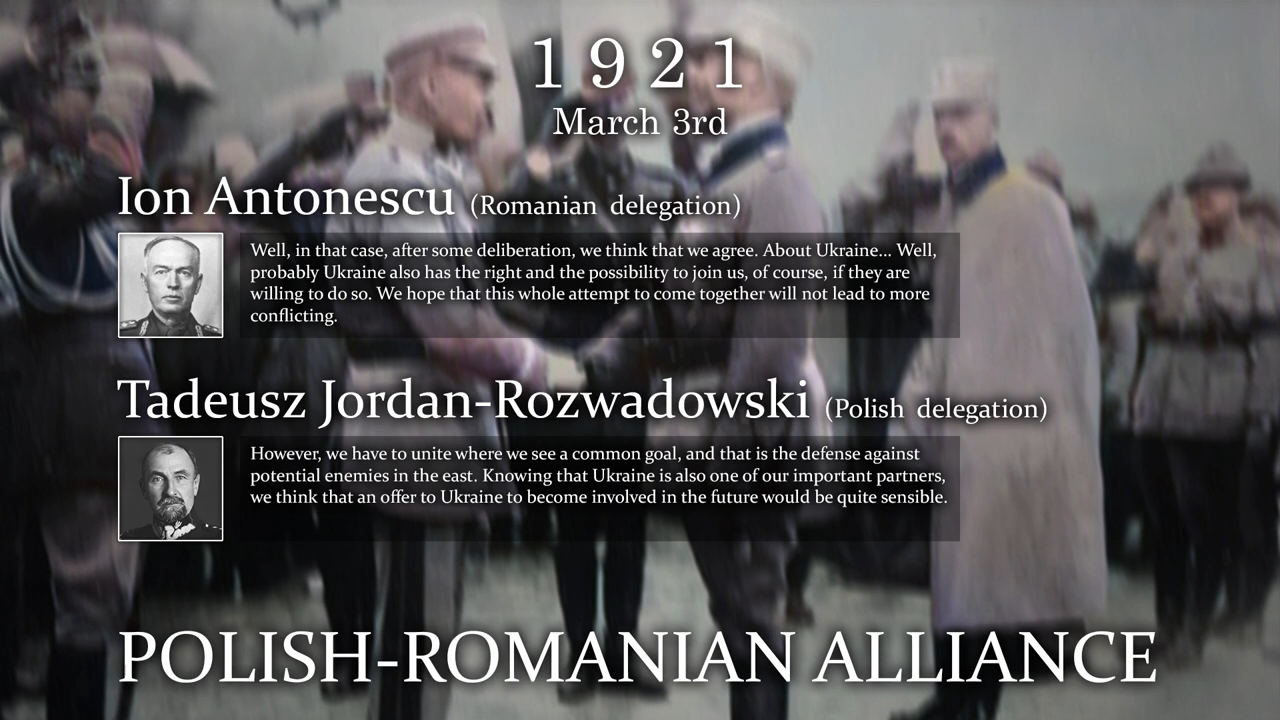 1921
March 3rd
Ion Antonescu (Romanian delegation)
Well, in that case, after some deliberation, we think that we agree. About Ukraine... Well,
probably Ukraine also has the right and the possibility to join us, of course, if they are
willing to do so. We hope that this whole attempt to come together will not lead to more
conflicting.
Tadeusz Jordan-Rozwadowski (Polish delegation)
However, we have to unite where we see a common goal, and that is the defense against
potential enemies in the east. Knowing that Ukraine is also one of our important partners,
we think that an offer to Ukraine to become involved in the future would be quite sensible.
POLISH-ROMANIAN ALLIANCE